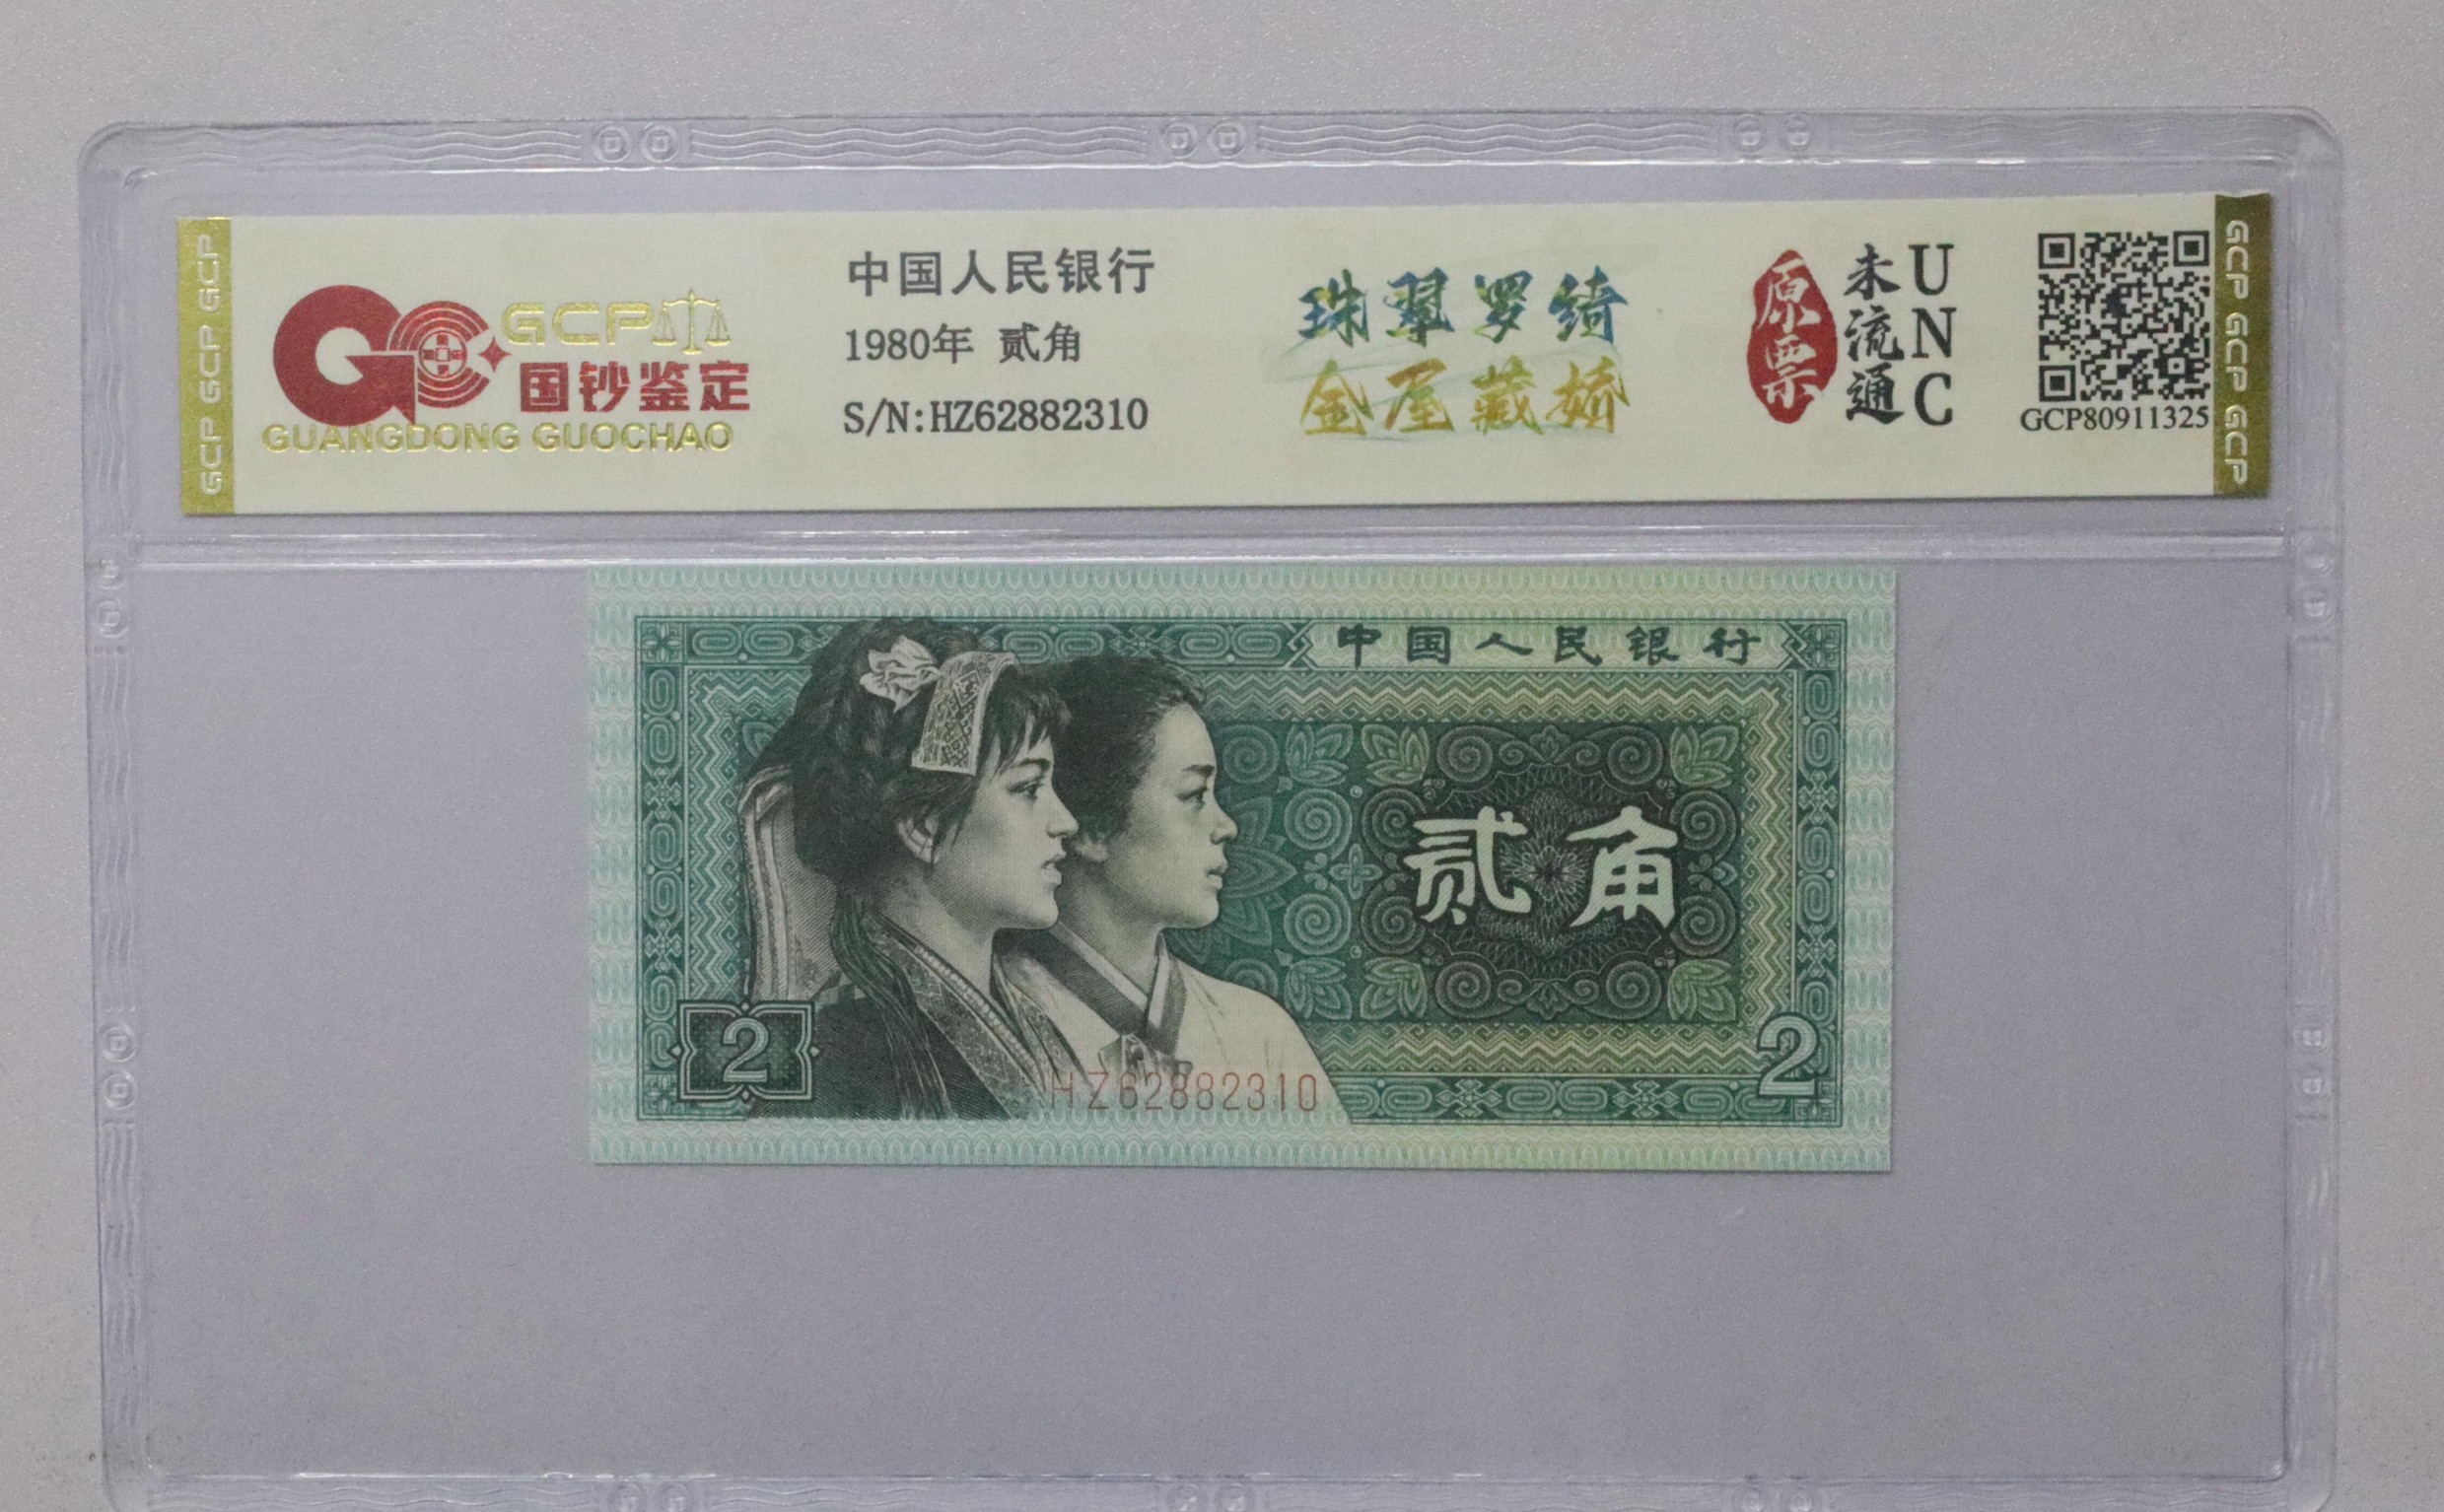 GCP GCP GCP
GCP
国钞鉴定
GUANGDONG GUOCHAO
中国人民银行
1980年 贰角
S/N:HZ62882310
珠翠罗绮
金屋藏娇
原票
未流通
UNC
GCP80911325
GCP GCP GCP
中国人民银行
贰角
2
HZ62882310
2